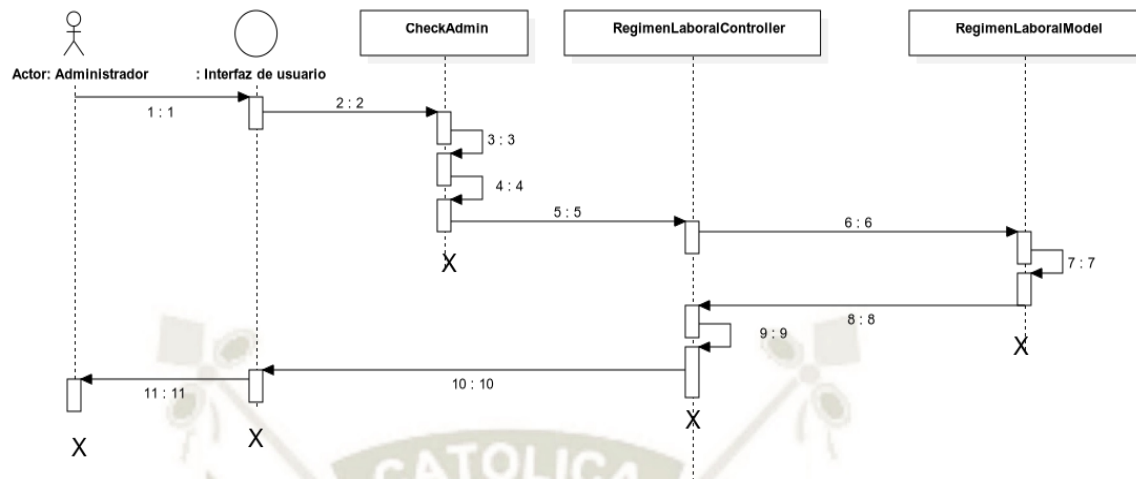 CheckAdmin
RegimenLaboralController
RegimenLaboralModel
Actor: Administrador
: Interfaz de usuario
1 : 1
2 : 2
3 : 3
4 : 4
5 : 5
6 : 6
7 : 7
8 : 8
9 : 9
10 : 10
11 : 11
X
X
X
X
X
CATOLICA